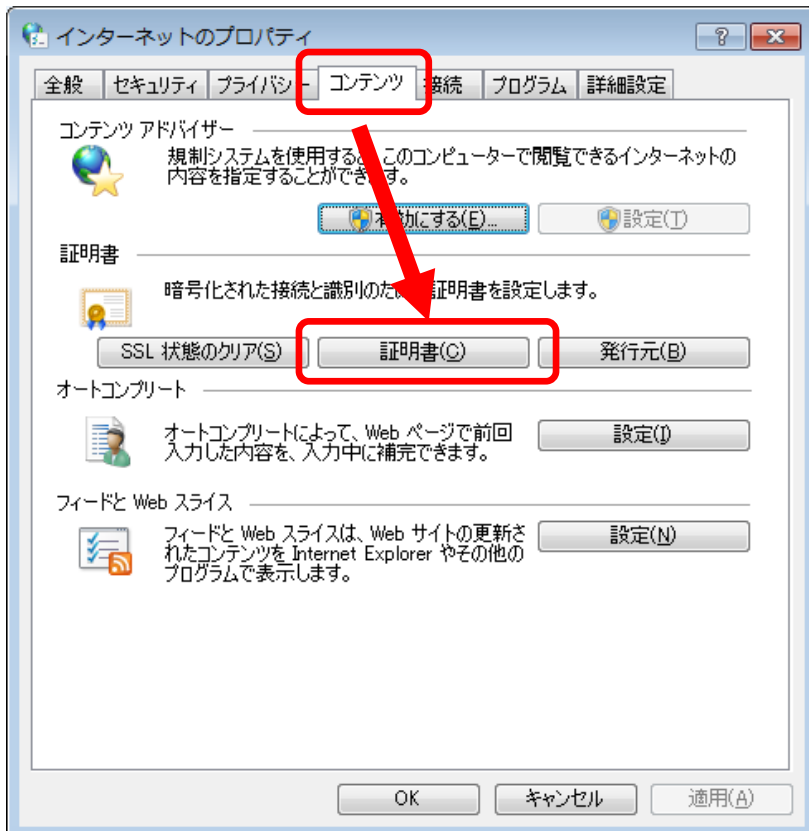 インターネットのプロパティ
全般 セキュリティ プライバシー コンテンツ 接続 プログラム 詳細設定
コンテンツ アドバイザー
規制システムを使用すると、このコンピューターで閲覧できるインターネットの
内容を指定することができます。
有効にする(E)... 設定(T)
証明書
暗号化された接続と識別のための証明書を設定します。
SSL 状態のクリア(S) 証明書(C) 発行元(B)
オートコンプリート
オートコンプリートによって、Web ページで前回
入力した内容を、入力中に補完できます。
設定(I)
フィードと Web スライス
フィードと Web スライスは、Web サイトの更新さ
れたコンテンツを Internet Explorer やその他の
プログラムで表示します。
設定(N)
OK キャンセル 適用(A)